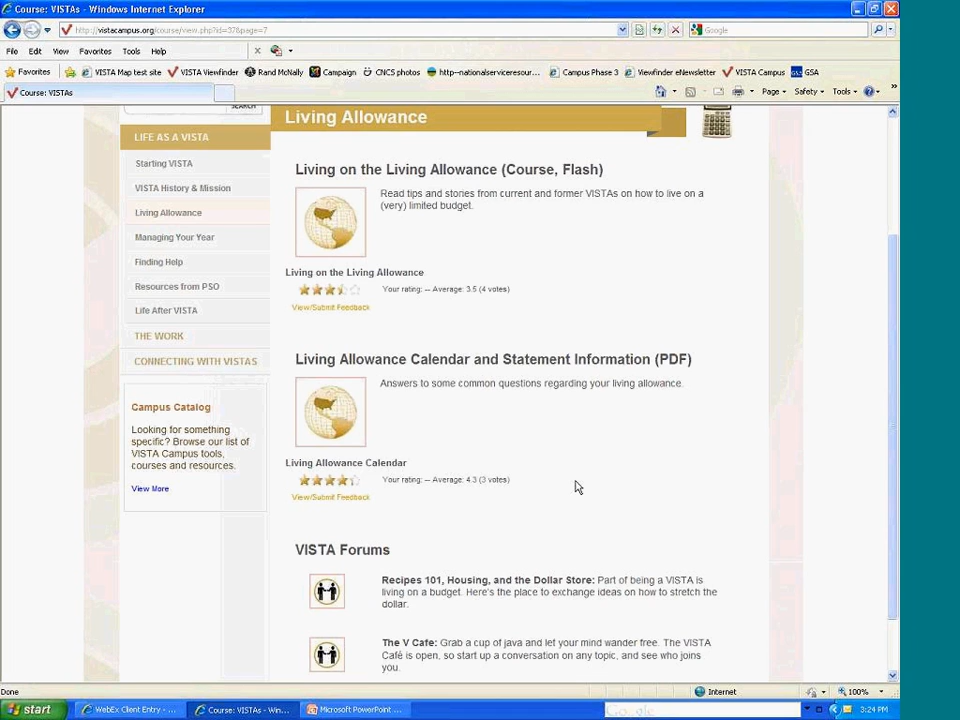 Course: VISTAs - Windows Internet Explorer
http://vistacampus.org/course/view.php?id=37&page=7
Google
File Edit View Favorites Tools Help
Favorites VISTA Map test site VISTA Viewfinder Rand McNally Campaign CNCS photos http--nationalserviceresour... Campus Phase 3 Viewfinder eNewsletter VISTA Campus GSA
Course: VISTAs
Page Safety Tools
SEARCH
Living Allowance
LIFE AS A VISTA
Starting VISTA
VISTA History & Mission
Living Allowance
Managing Your Year
Finding Help
Resources from PSO
Life After VISTA
THE WORK
CONNECTING WITH VISTAS
Campus Catalog
Looking for something
specific? Browse our list of
VISTA Campus tools,
courses and resources.
View More
Living on the Living Allowance (Course, Flash)
Read tips and stories from current and former VISTAs on how to live on a
(very) limited budget.
Living on the Living Allowance
Your rating: -- Average: 3.5 (4 votes)
View/Submit Feedback
Living Allowance Calendar and Statement Information (PDF)
Answers to some common questions regarding your living allowance.
Living Allowance Calendar
Your rating: -- Average: 4.3 (3 votes)
View/Submit Feedback
VISTA Forums
Recipes 101, Housing, and the Dollar Store: Part of being a VISTA is
living on a budget. Here's the place to exchange ideas on how to stretch the
dollar.
The V Cafe: Grab a cup of java and let your mind wander free. The VISTA
Café is open, so start up a conversation on any topic, and see who joins
you.
Done Internet 100%
start WebEx Client Entry - ... Course: VISTAs - Win... Microsoft PowerPoint ... Google 3:24 PM